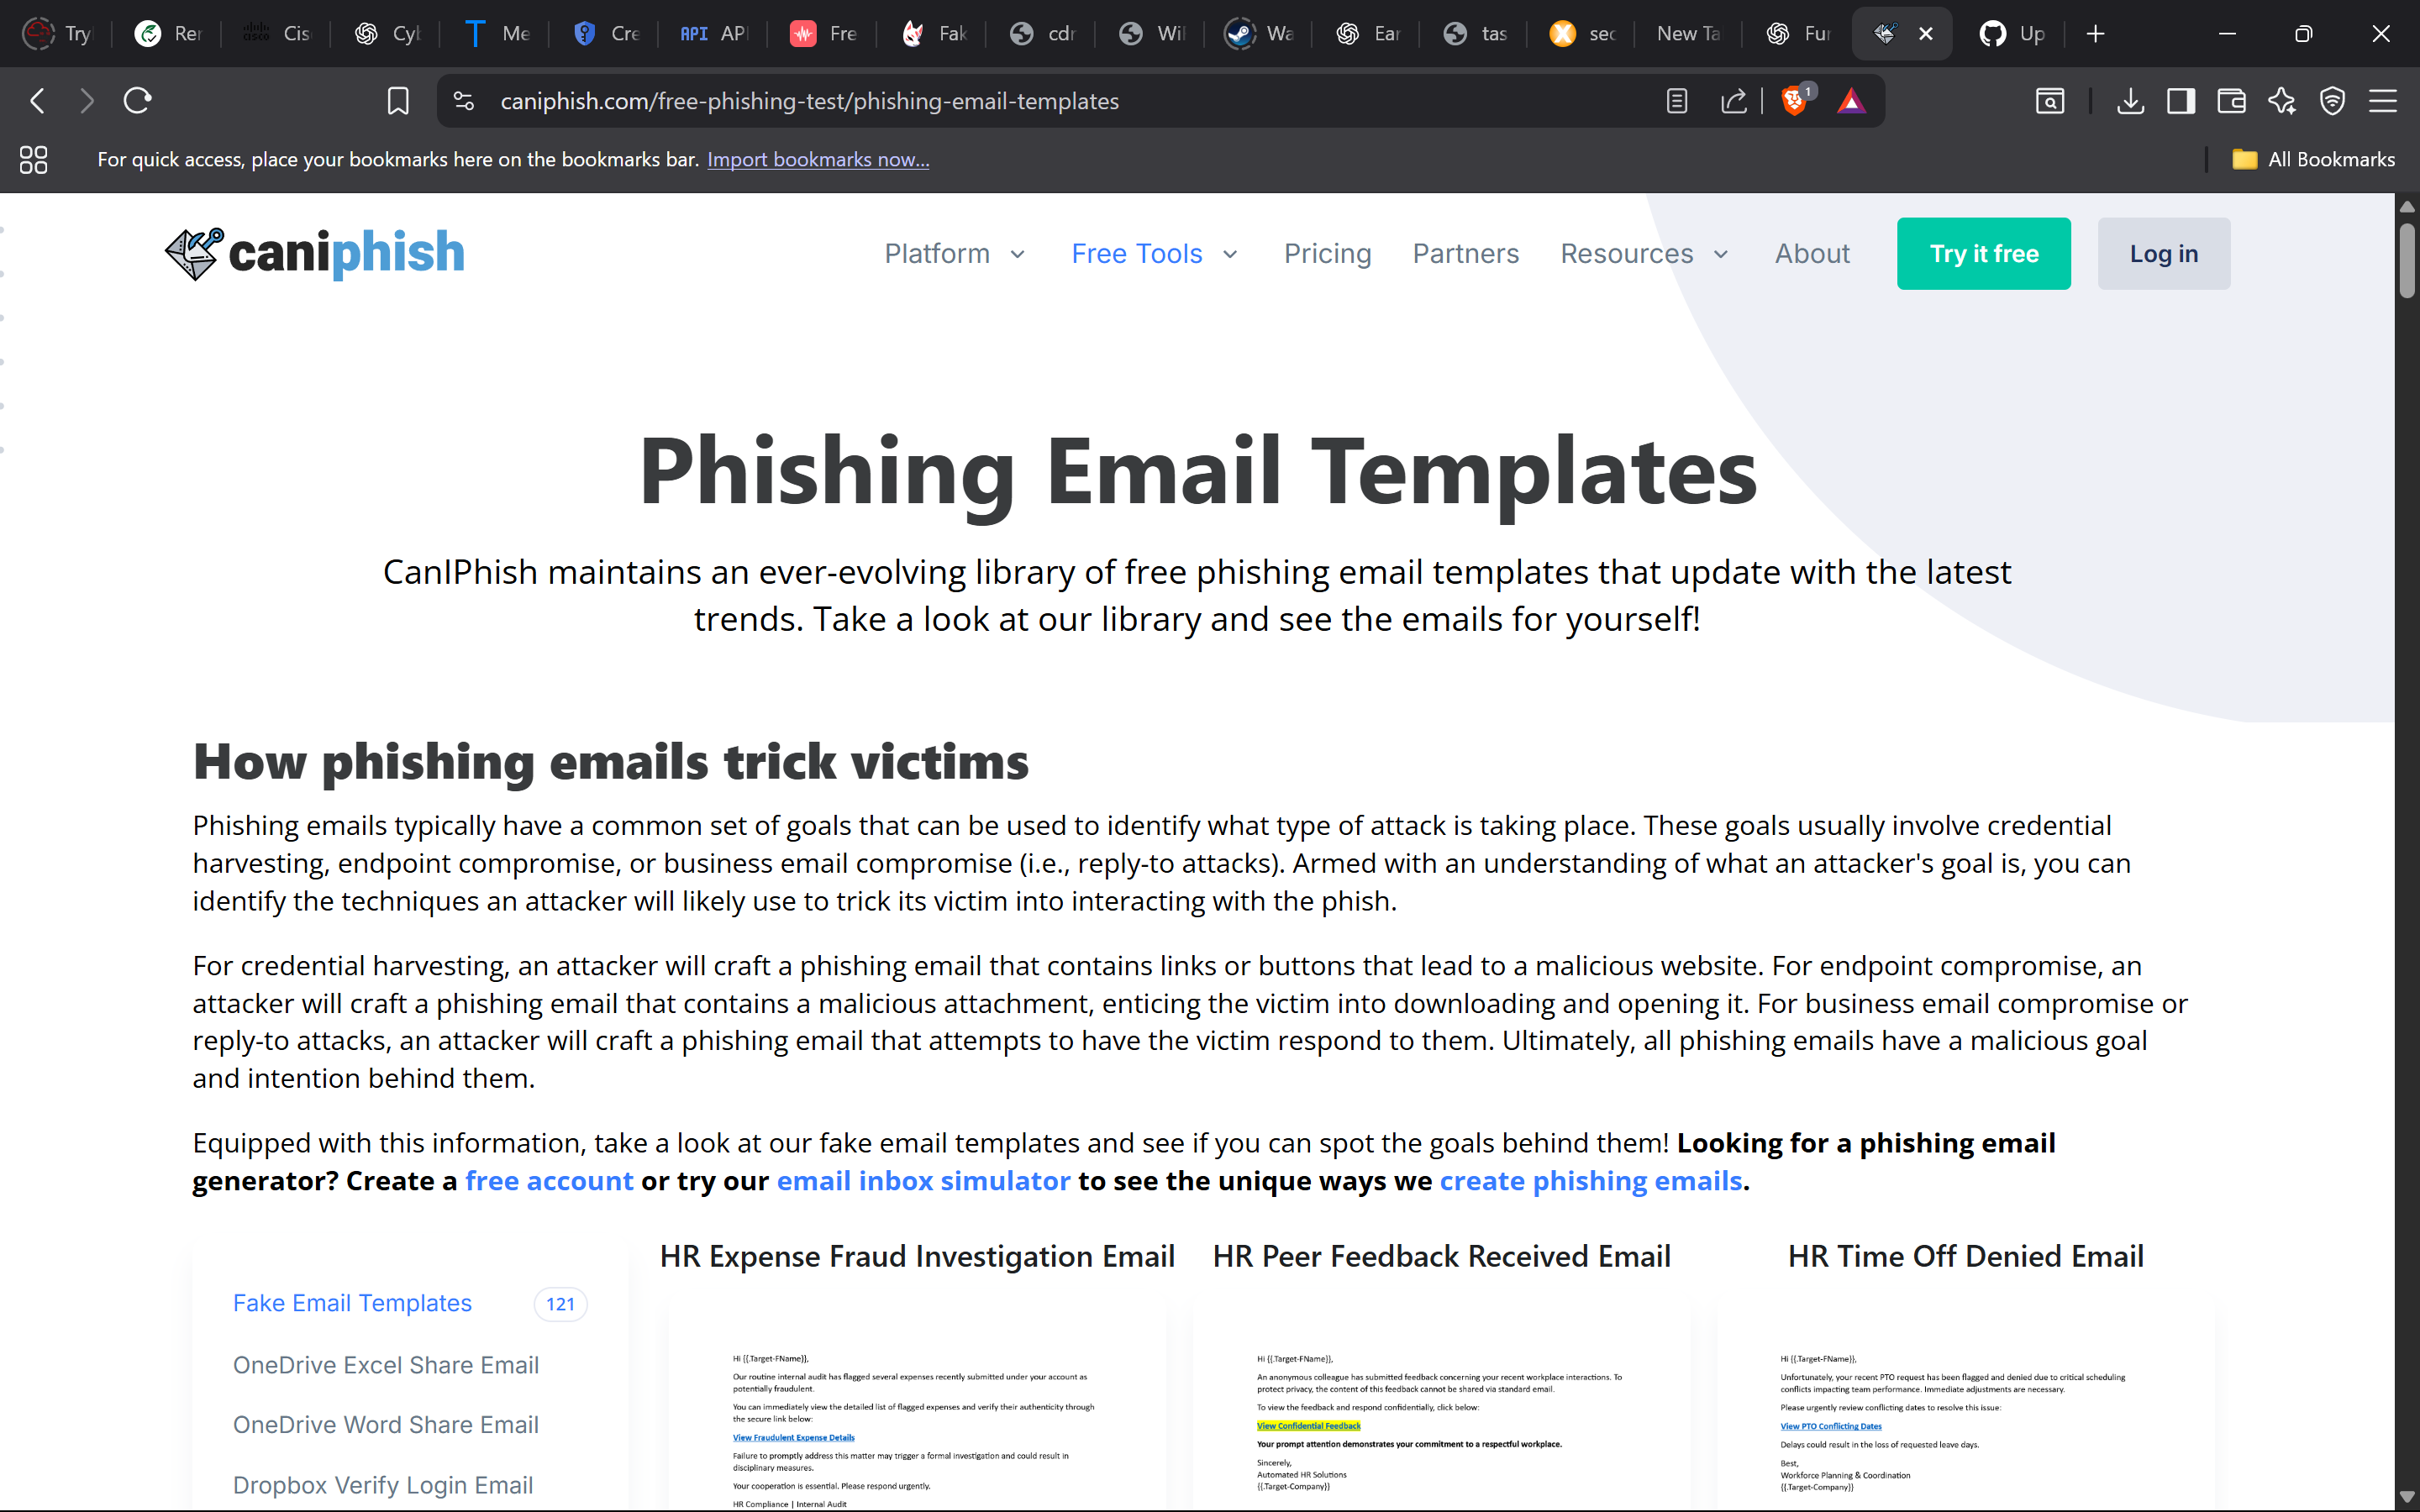 Try
Rer
Cis
Cyb
Me
Cre
API
API
Fre
Fak
cdr
Wil
Wa
Ear
tas
sec
New Ta
Fur
Up
caniphish.com/free-phishing-test/phishing-email-templates
1
For quick access, place your bookmarks here on the bookmarks bar. Import bookmarks now...
All Bookmarks
caniphish
Platform
Free Tools
Pricing
Partners
Resources
About
Try it free
Log in
Phishing Email Templates
CanIPhish maintains an ever-evolving library of free phishing email templates that update with the latest
trends. Take a look at our library and see the emails for yourself!
How phishing emails trick victims
Phishing emails typically have a common set of goals that can be used to identify what type of attack is taking place. These goals usually involve credential
harvesting, endpoint compromise, or business email compromise (i.e., reply-to attacks). Armed with an understanding of what an attacker's goal is, you can
identify the techniques an attacker will likely use to trick its victim into interacting with the phish.
For credential harvesting, an attacker will craft a phishing email that contains links or buttons that lead to a malicious website. For endpoint compromise, an
attacker will craft a phishing email that contains a malicious attachment, enticing the victim into downloading and opening it. For business email compromise or
reply-to attacks, an attacker will craft a phishing email that attempts to have the victim respond to them. Ultimately, all phishing emails have a malicious goal
and intention behind them.
Equipped with this information, take a look at our fake email templates and see if you can spot the goals behind them! Looking for a phishing email
generator? Create a free account or try our email inbox simulator to see the unique ways we create phishing emails.
Fake Email Templates
121
OneDrive Excel Share Email
OneDrive Word Share Email
Dropbox Verify Login Email
HR Expense Fraud Investigation Email
Hi {{.Target-FName}},
Our routine internal audit has flagged several expenses recently submitted under your account as
potentially fraudulent.
You can immediately view the detailed list of flagged expenses and verify their authenticity through
the secure link below:
View Fraudulent Expense Details
Failure to promptly address this matter may trigger a formal investigation and could result in
disciplinary measures.
Your cooperation is essential. Please respond urgently.
HR Compliance | Internal Audit
HR Peer Feedback Received Email
Hi {{.Target-FName}},
An anonymous colleague has submitted feedback concerning your recent workplace interactions. To
protect privacy, the content of this feedback cannot be shared via standard email.
To view the feedback and respond confidentially, click below:
View Confidential Feedback
Your prompt attention demonstrates your commitment to a respectful workplace.
Sincerely,
Automated HR Solutions
{{.Target-Company}}
HR Time Off Denied Email
Hi {{.Target-FName}},
Unfortunately, your recent PTO request has been flagged and denied due to critical scheduling
conflicts impacting team performance. Immediate adjustments are necessary.
Please urgently review conflicting dates to resolve this issue:
View PTO Conflicting Dates
Delays could result in the loss of requested leave days.
Best,
Workforce Planning & Coordination
{{.Target-Company}}